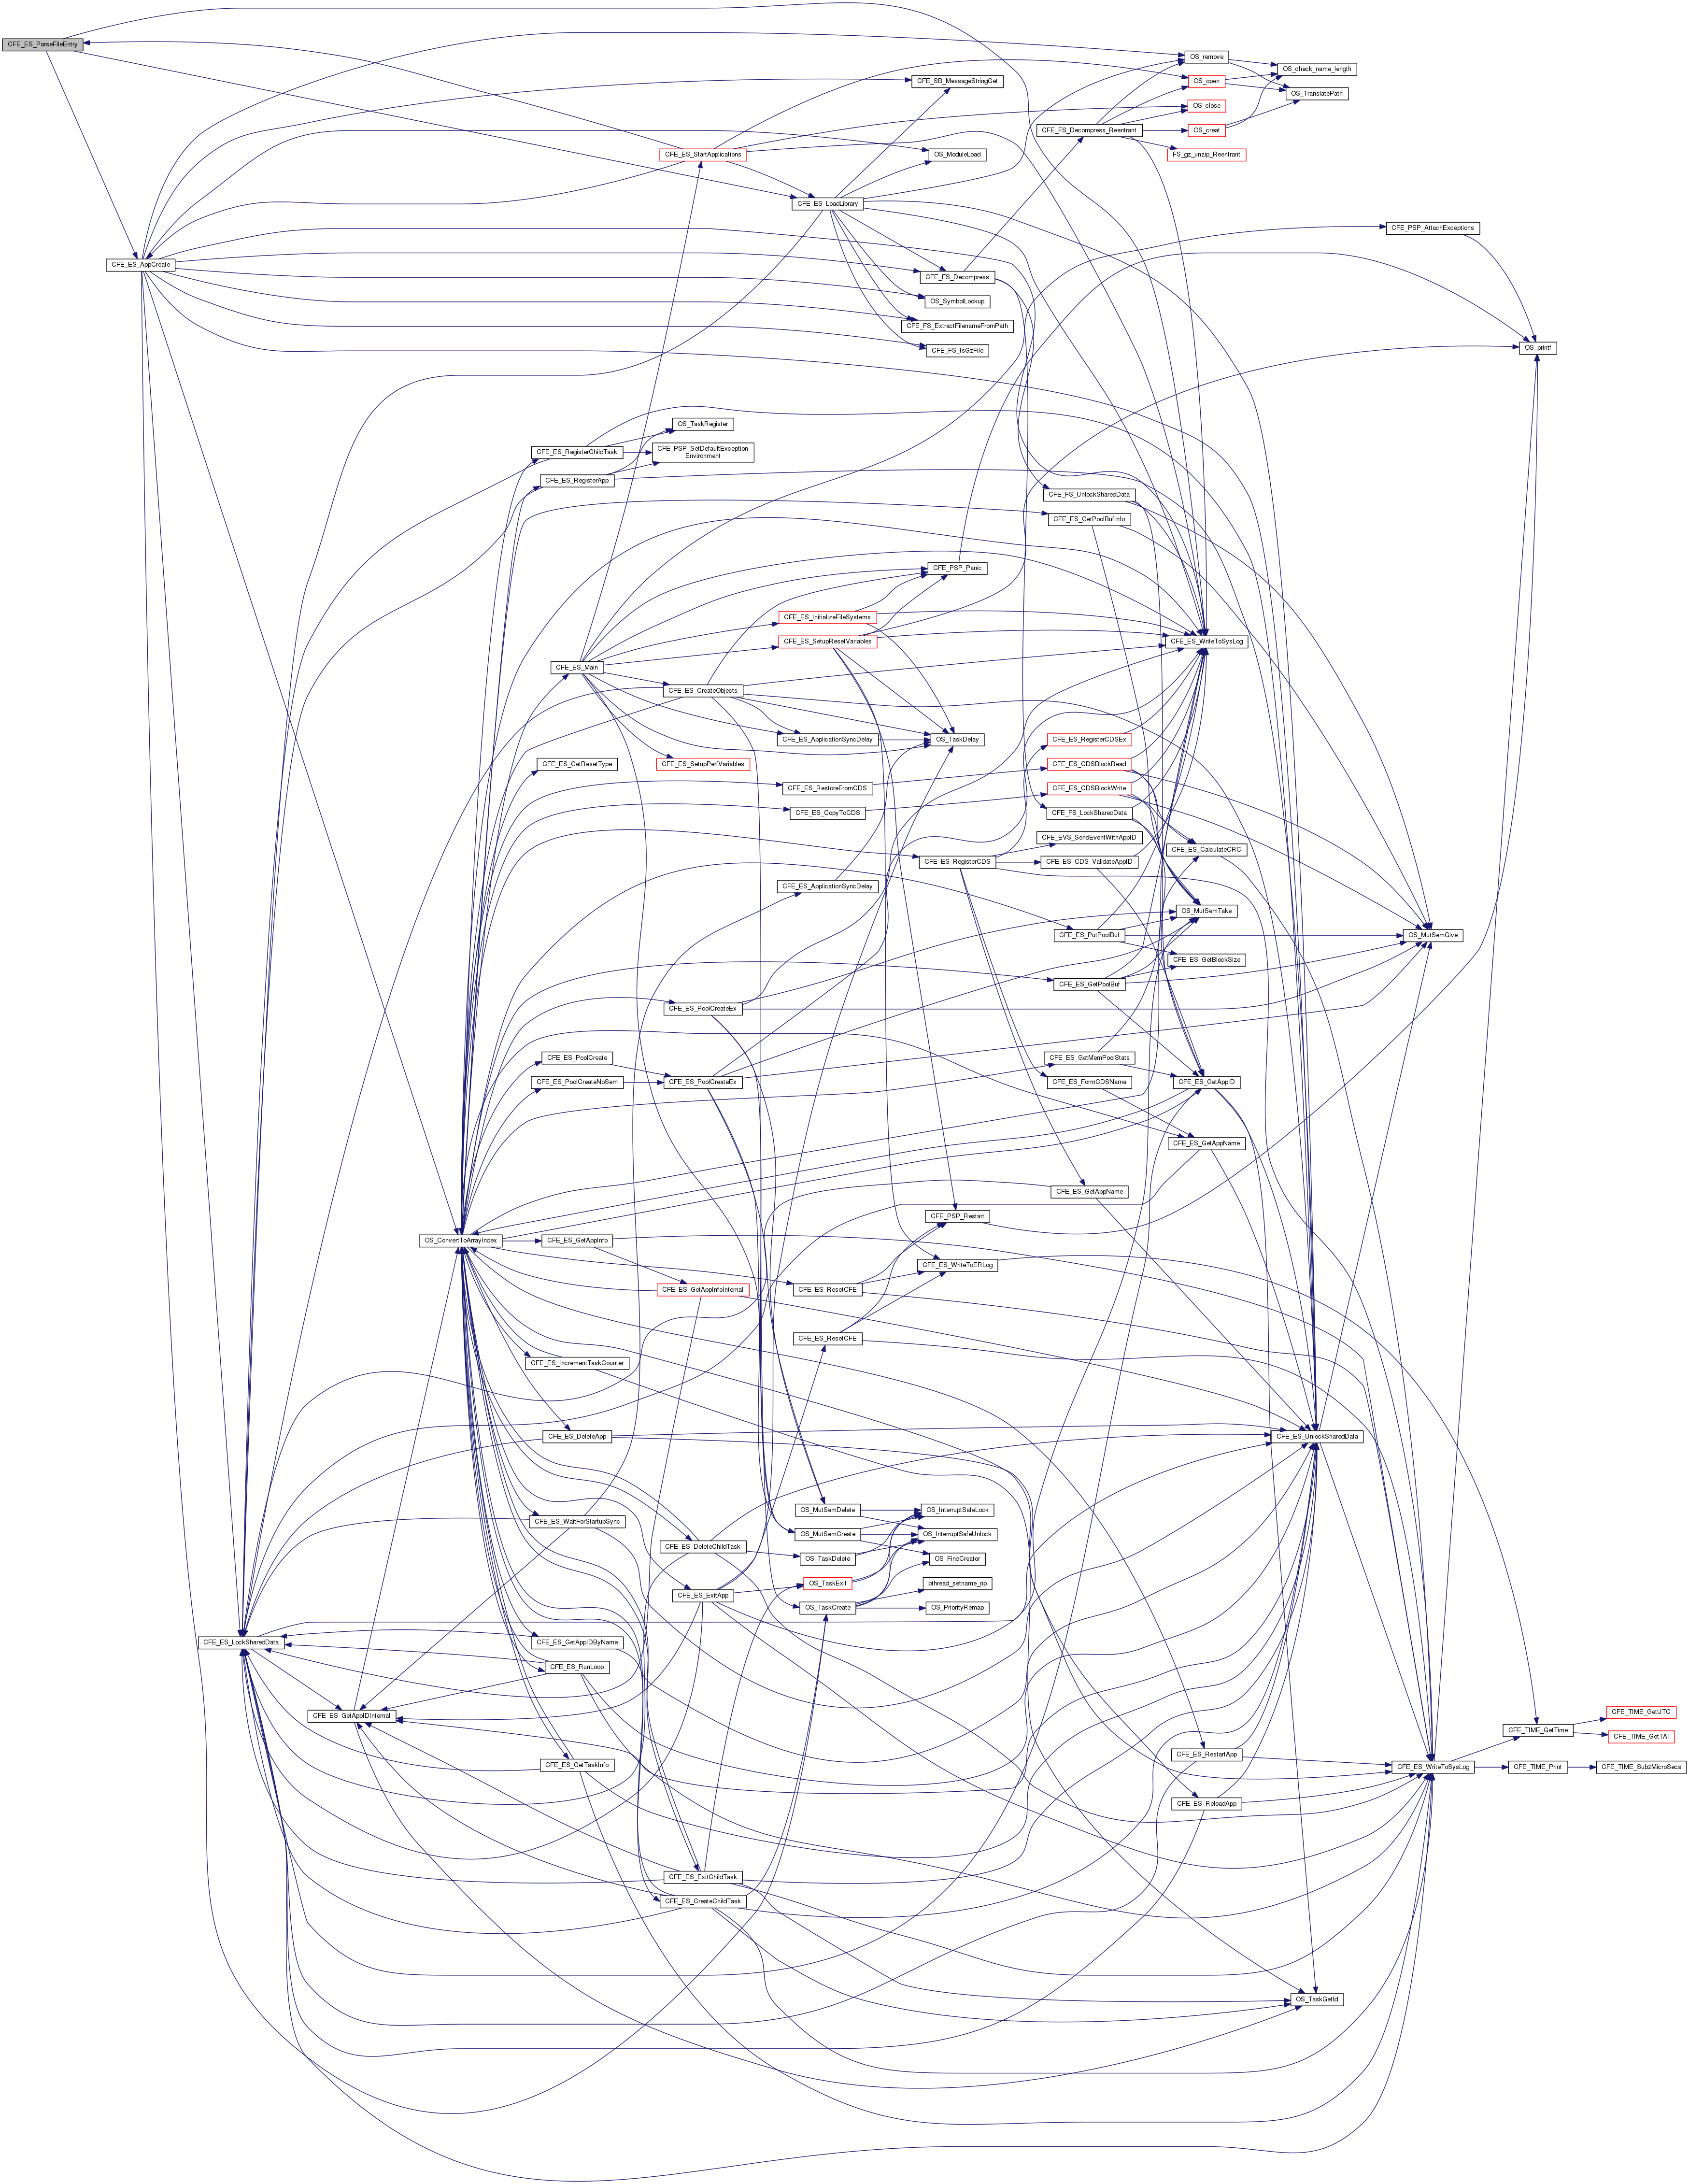 CFE_ES_ParseFileEntry
OS_remove
OS_check_name_length
CFE_SB_MessageStringGet
OS_open
OS_TranslatePath
OS_close
CFE_FS_Decompress_Reentrant
OS_creat
CFE_ES_StartApplications
OS_ModuleLoad
FS_gz_unzip_Reentrant
CFE_ES_LoadLibrary
CFE_PSP_AttachExceptions
CFE_ES_AppCreate
CFE_FS_Decompress
OS_SymbolLookup
CFE_FS_ExtractFilenameFromPath
CFE_FS_IsGzFile
OS_printf
OS_TaskRegister
CFE_ES_RegisterChildTask
CFE_PSP_SetDefaultException
Environment
CFE_ES_RegisterApp
CFE_FS_UnlockSharedData
CFE_ES_GetPoolBufInfo
CFE_PSP_Panic
CFE_ES_InitializeFileSystems
CFE_ES_SetupResetVariables
CFE_ES_WriteToSysLog
CFE_ES_Main
CFE_ES_CreateObjects
CFE_ES_ApplicationSyncDelay
OS_TaskDelay
CFE_ES_RegisterCDSEx
CFE_ES_GetResetType
CFE_ES_SetupPerfVariables
CFE_ES_CDSBlockRead
CFE_ES_RestoreFromCDS
CFE_ES_CDSBlockWrite
CFE_ES_CopyToCDS
CFE_FS_LockSharedData
CFE_EVS_SendEventWithAppID
CFE_ES_CalculateCRC
CFE_ES_RegisterCDS
CFE_ES_CDS_ValidateAppID
CFE_ES_ApplicationSyncDelay
OS_MutSemTake
CFE_ES_PutPoolBuf
OS_MutSemGive
CFE_ES_GetBlockSize
CFE_ES_GetPoolBuf
CFE_ES_PoolCreateEx
CFE_ES_PoolCreate
CFE_ES_GetMemPoolStats
CFE_ES_PoolCreateNoSem
CFE_ES_PoolCreateEx
CFE_ES_FormCDSName
CFE_ES_GetAppID
CFE_ES_GetAppName
CFE_ES_GetAppName
CFE_PSP_Restart
OS_ConvertToArrayIndex
CFE_ES_GetAppInfo
CFE_ES_WriteToERLog
CFE_ES_GetAppInfoInternal
CFE_ES_ResetCFE
CFE_ES_ResetCFE
CFE_ES_IncrementTaskCounter
CFE_ES_DeleteApp
CFE_ES_UnlockSharedData
OS_MutSemDelete
OS_InterruptSafeLock
CFE_ES_WaitForStartupSync
OS_MutSemCreate
OS_InterruptSafeUnlock
CFE_ES_DeleteChildTask
OS_TaskDelete
OS_FindCreator
OS_TaskExit
pthread_setname_np
CFE_ES_ExitApp
OS_TaskCreate
OS_PriorityRemap
CFE_ES_LockSharedData
CFE_ES_GetAppIDByName
CFE_ES_RunLoop
CFE_ES_GetAppIDInternal
CFE_TIME_GetUTC
CFE_TIME_GetTime
CFE_TIME_GetTAI
CFE_ES_RestartApp
CFE_ES_GetTaskInfo
CFE_ES_WriteToSysLog
CFE_TIME_Print
CFE_TIME_Sub2MicroSecs
CFE_ES_ReloadApp
CFE_ES_ExitChildTask
CFE_ES_CreateChildTask
OS_TaskGetId